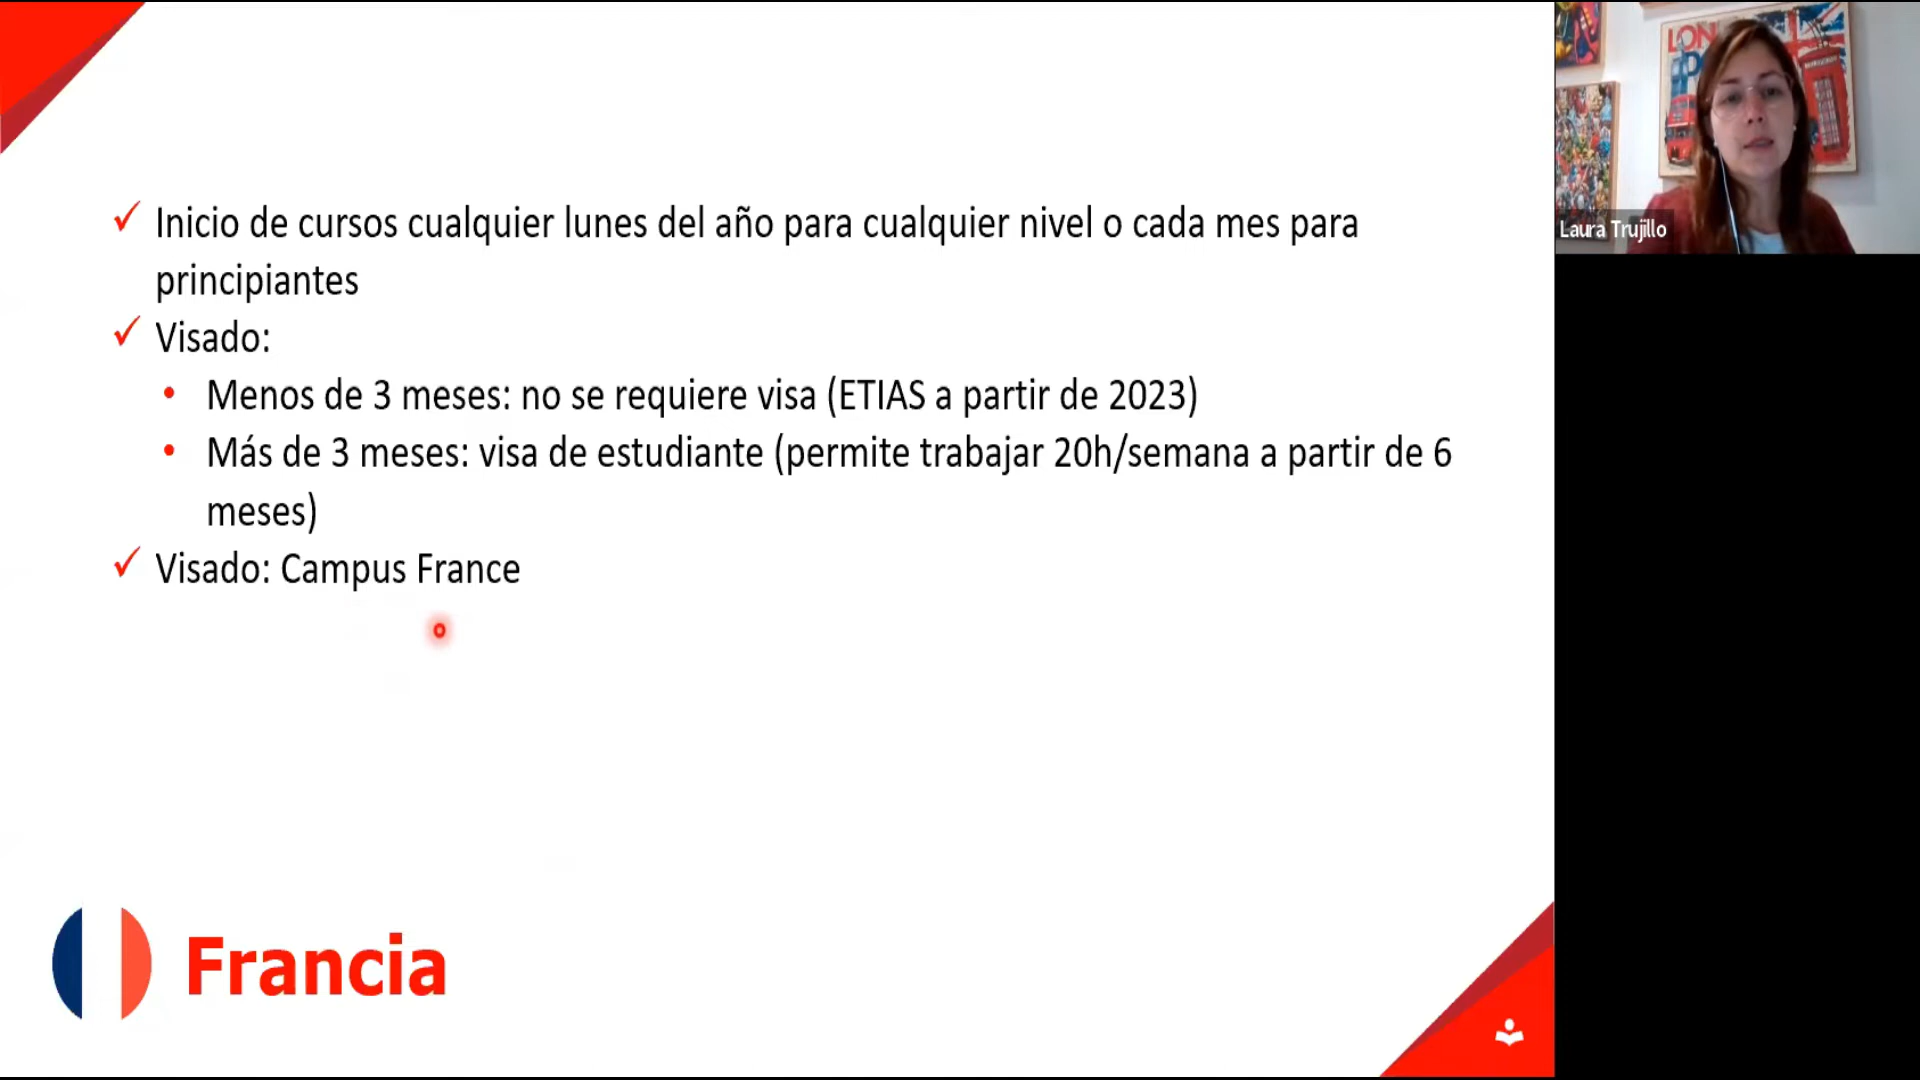 Inicio de cursos cualquier lunes del año para cualquier nivel o cada mes para
principiantes
Visado:
Menos de 3 meses: no se requiere visa (ETIAS a partir de 2023)
Más de 3 meses: visa de estudiante (permite trabajar 20h/semana a partir de 6
meses)
Visado: Campus France
Francia
LON
Laura Trujillo